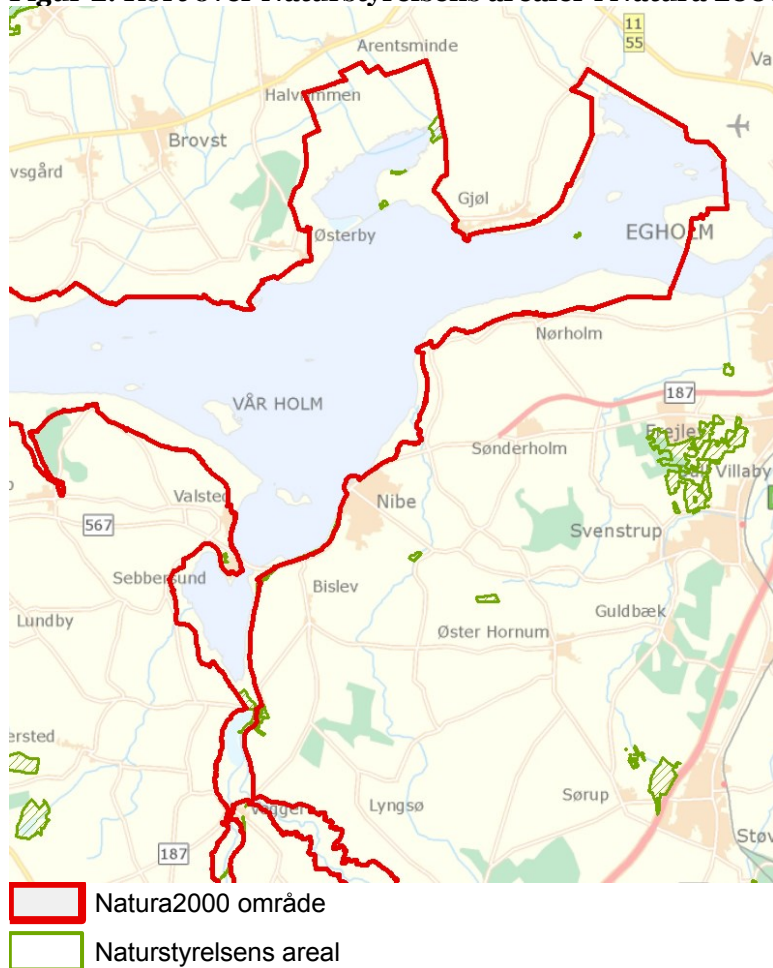 Arentsminde
11
55
Brovst
Gjøl
Østerby
EGHOLM
Nørholm
VÅR HOLM
187
Sønderholm
Valsted
Nibe
Villaby
567
Svenstrup
Sebbersund
Bislev
Lundby
Guldbæk
Øster Hornum
Sørup
Lyngsø
187
Natura2000 område
Naturstyrelsens areal